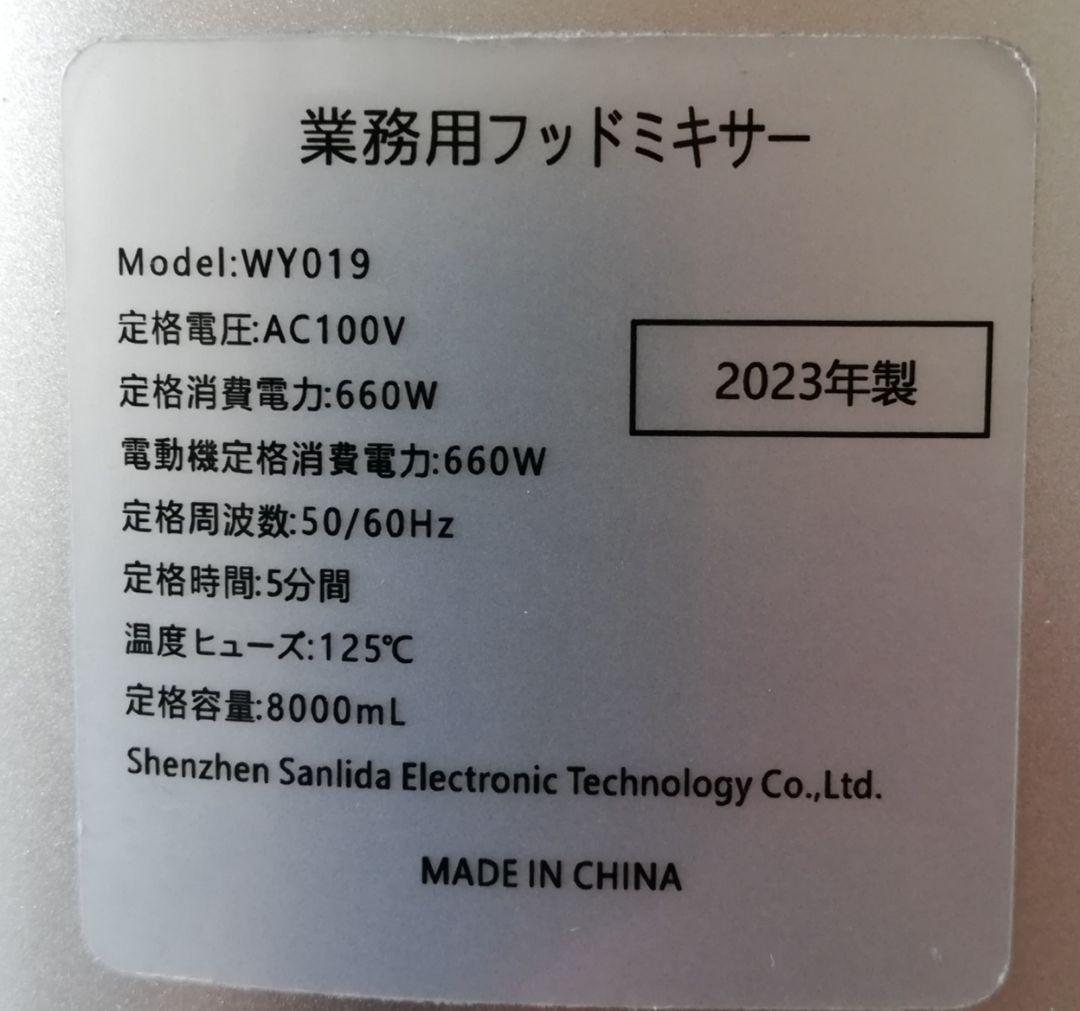 業務用フッドミキサー
Model:WY019
定格電圧:AC100V
定格消費電力:660W
電動機定格消費電力:660W
定格周波数:50/60Hz
定格時間:5分間
温度ヒューズ:125℃
定格容量:8000mL
2023年製
Shenzhen Sanlida Electronic Technology Co.,Ltd.
MADE IN CHINA